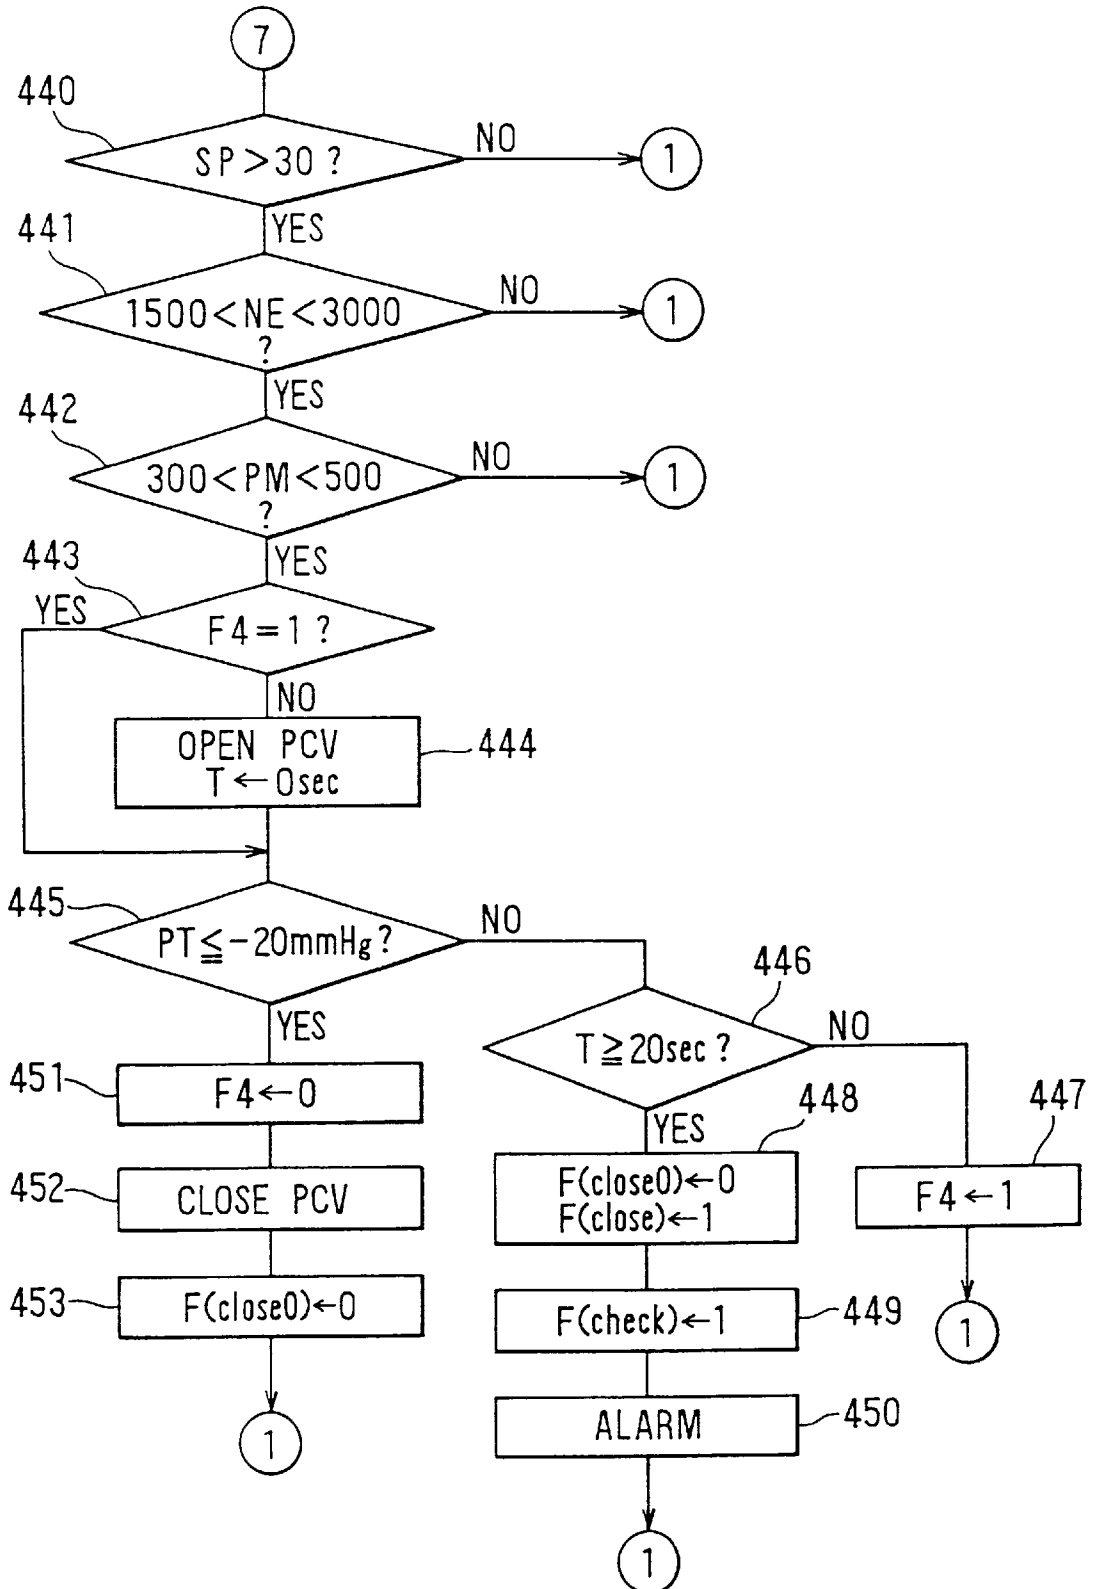 7
440
SP>30?
NO
1
YES
441
1500<NE<3000
?
NO
1
YES
442
300<PM<500
?
NO
1
YES
443
YES
F4=1?
NO
OPEN PCV
T←0sec
444
445
PT≦-20mmHg?
NO
YES
446
T≧20sec?
NO
YES
451
F4←0
448
F(close0)←0
F(close)←1
447
F4←1
452
CLOSE PCV
453
F(close0)←0
F(check)←1
449
1
ALARM
450
1
1